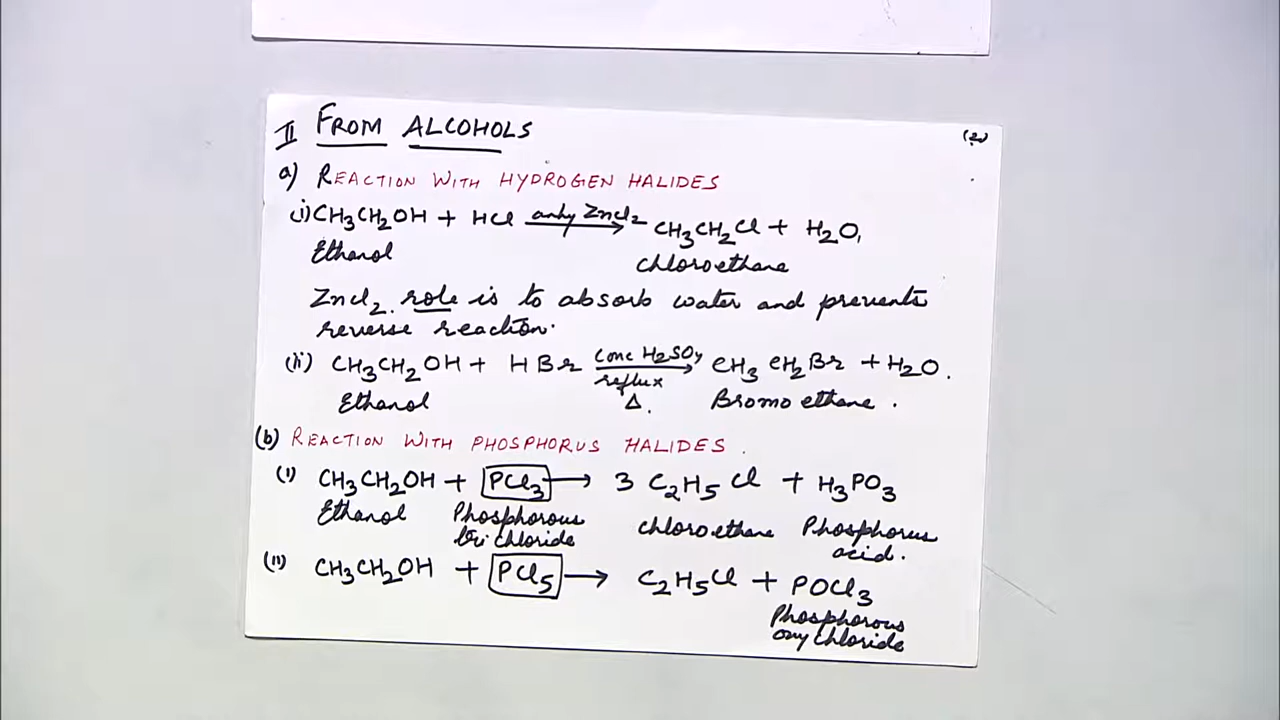 (2)
II FROM ALCOHOLS
a) REACTION WITH HYDROGEN HALIDES
(i) CH3CH2OH + HCl anhy ZnCl2 → CH3CH2Cl + H2O,
Ethanol Chloroethane
ZnCl2. role is to absorb water and prevents
reverse reaction.
(ii) CH3CH2OH + HBr conc H2SO4 → CH3CH2Br + H2O.
reflux
Ethanol Δ. Bromoethane.
(b) REACTION WITH PHOSPHORUS HALIDES.
(i) CH3CH2OH + PCl3 → 3 C2H5Cl + H3PO3
Ethanol Phosphorous chloroethane Phosphorus
tri chloride acid.
(ii) CH3CH2OH + PCl5 → C2H5Cl + POCl3
Phosphorous
oxy chloride